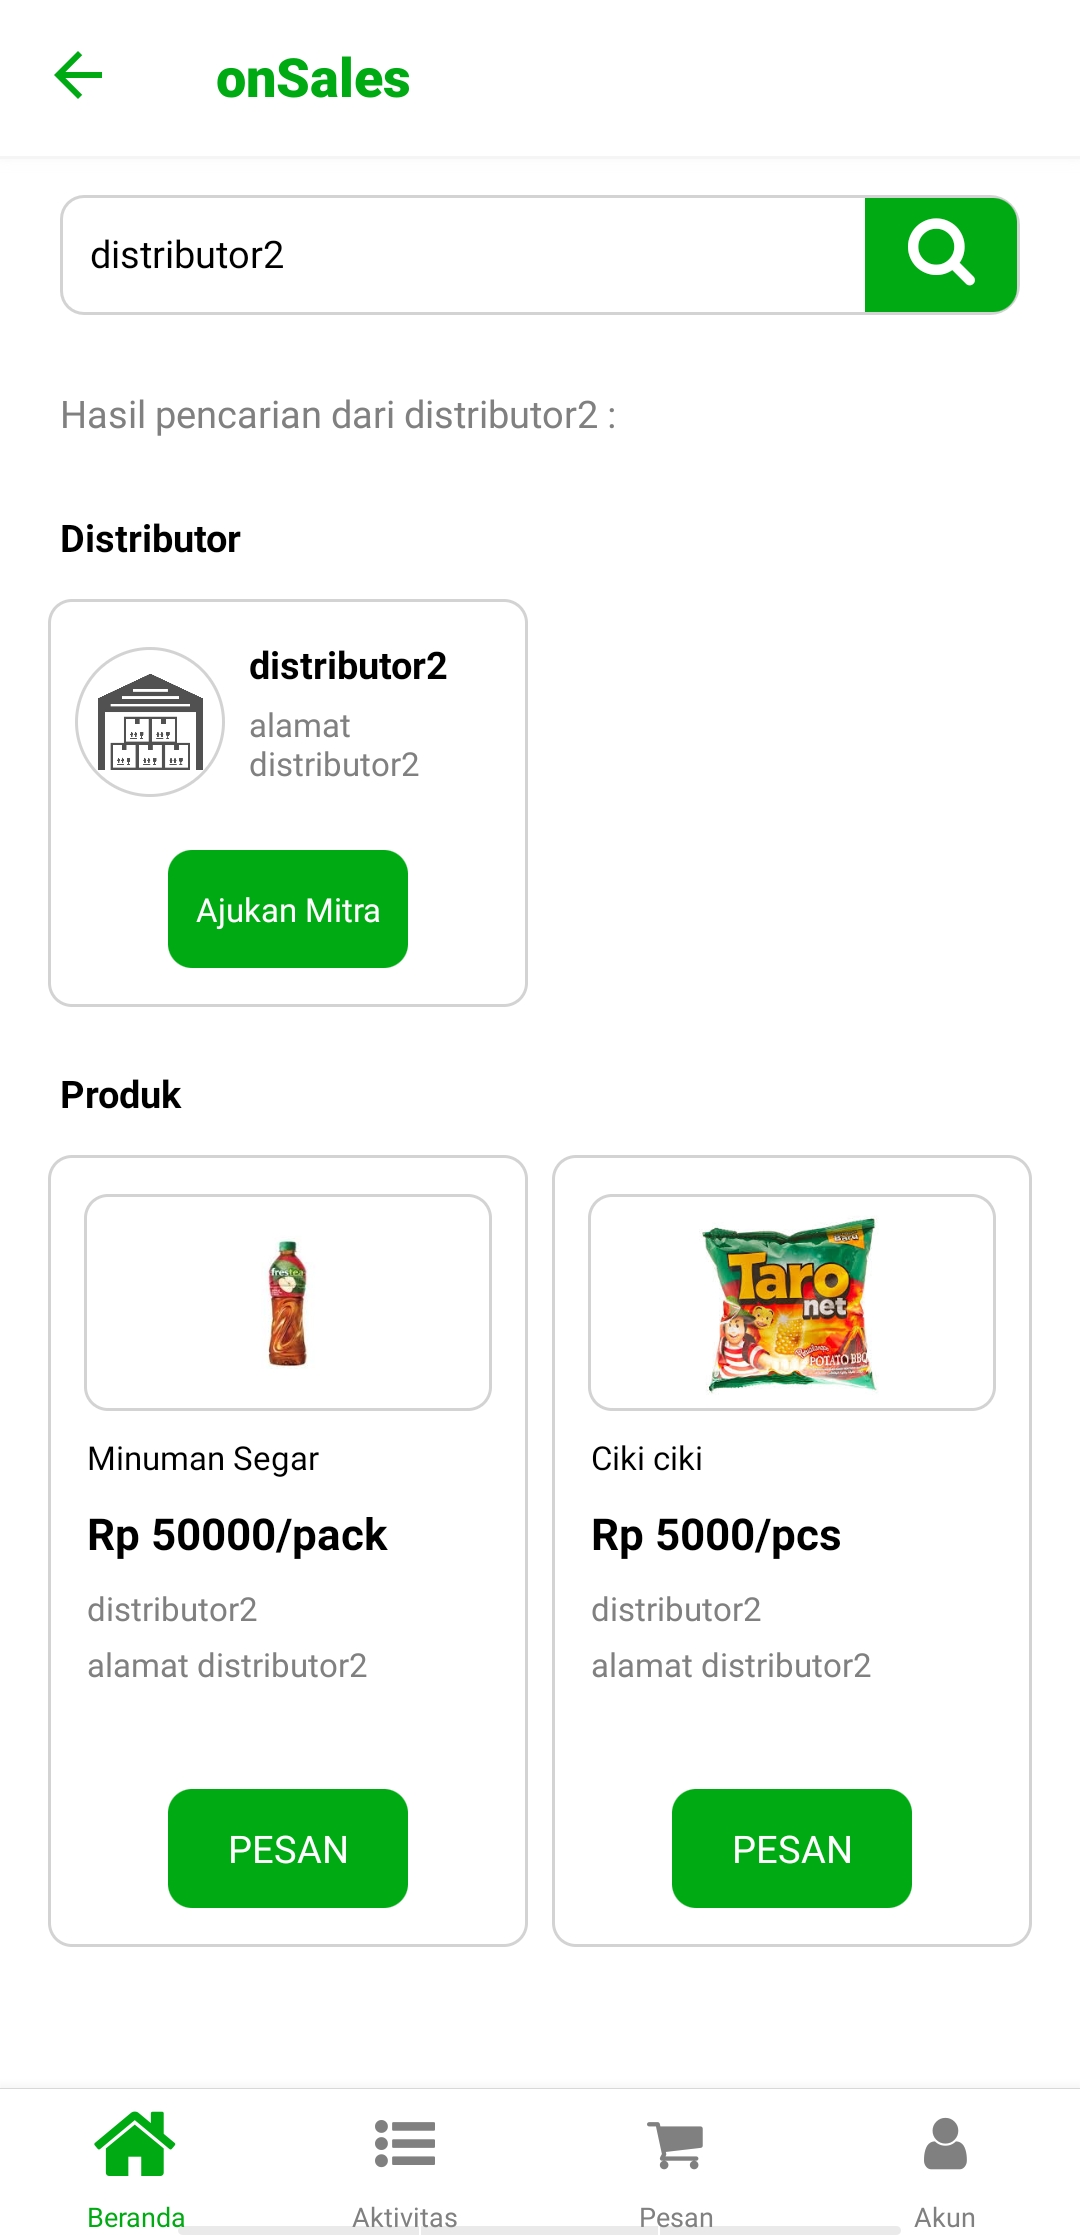 onSales
distributor2
Hasil pencarian dari distributor2 :
Distributor
distributor2
alamat
distributor2
Ajukan Mitra
Produk
frestea
Baru
Taro
net
POTATO BBQ
Minuman Segar
Rp 50000/pack
distributor2
alamat distributor2
PESAN
Ciki ciki
Rp 5000/pcs
distributor2
alamat distributor2
PESAN
Beranda
Aktivitas
Pesan
Akun